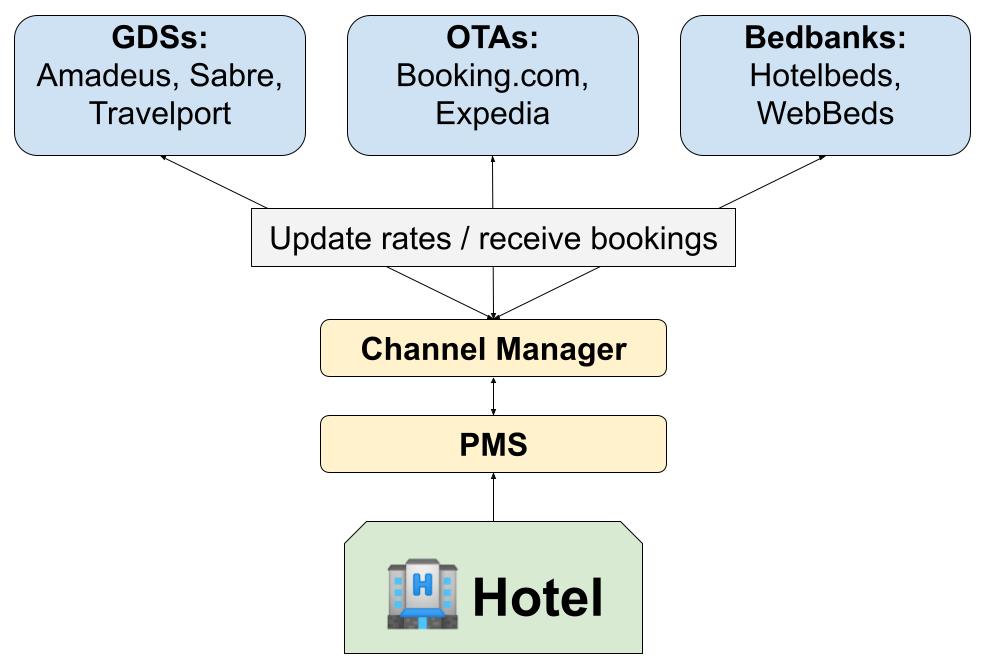 GDSs:
Amadeus, Sabre,
Travelport
OTAs:
Booking.com,
Expedia
Bedbanks:
Hotelbeds,
WebBeds
Update rates / receive bookings
Channel Manager
PMS
H
Hotel